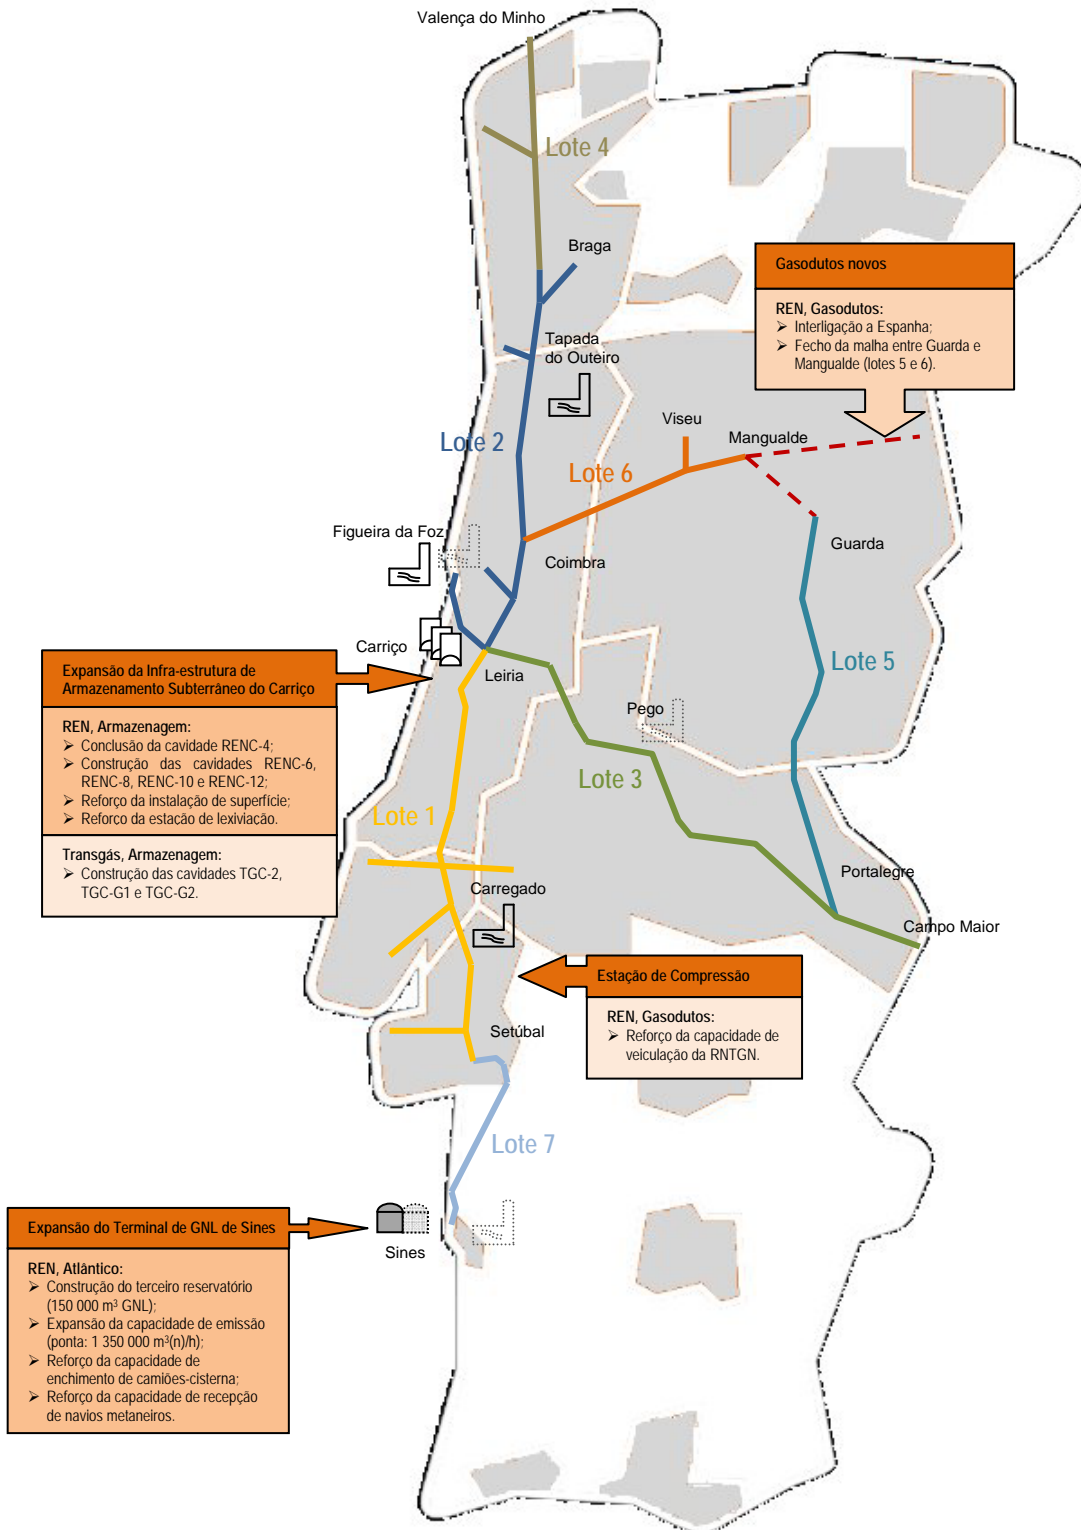 Valença do Minho
Lote 4
Braga
Gasodutos novos
REN, Gasodutos:
➢ Interligação a Espanha;
➢ Fecho da malha entre Guarda e
Mangualde (lotes 5 e 6).
Tapada
do Outeiro
Viseu
Mangualde
Lote 2
Lote 6
Figueira da Foz
Guarda
Coimbra
Carriço
Leiria
Lote 5
Expansão da Infra-estrutura de
Armazenamento Subterrâneo do Carriço
REN, Armazenagem:
➢ Conclusão da cavidade RENC-4;
➢ Construção das cavidades RENC-6,
RENC-8, RENC-10 e RENC-12;
➢ Reforço da instalação de superfície;
➢ Reforço da estação de lexiviação.
Transgás, Armazenagem:
➢ Construção das cavidades TGC-2,
TGC-G1 e TGC-G2.
Pego
Lote 3
Lote 1
Portalegre
Carregado
Campo Maior
Estação de Compressão
REN, Gasodutos:
➢ Reforço da capacidade de
veiculação da RNTGN.
Setúbal
Lote 7
Sines
Expansão do Terminal de GNL de Sines
REN, Atlântico:
➢ Construção do terceiro reservatório
(150 000 m³ GNL);
➢ Expansão da capacidade de emissão
(ponta: 1 350 000 m³(n)/h);
➢ Reforço da capacidade de
enchimento de camiões-cisterna;
➢ Reforço da capacidade de recepção
de navios metaneiros.